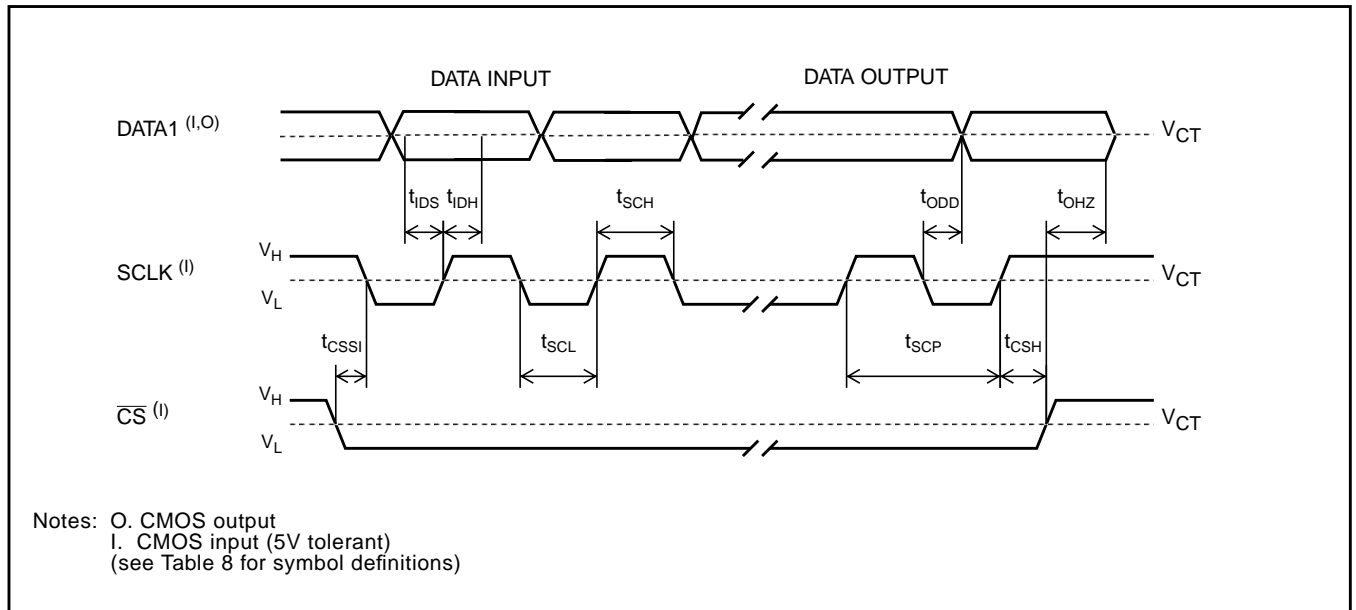 DATA INPUT DATA OUTPUT
DATA1 (I,O) VCT
tIDS tIDH tSCH tODD tOHZ
VH
SCLK (I) VCT
VL
tCSSI tSCL tSCP tCSH
VH
CS (I) VCT
VL
Notes: O. CMOS output
I. CMOS input (5V tolerant)
(see Table 8 for symbol definitions)